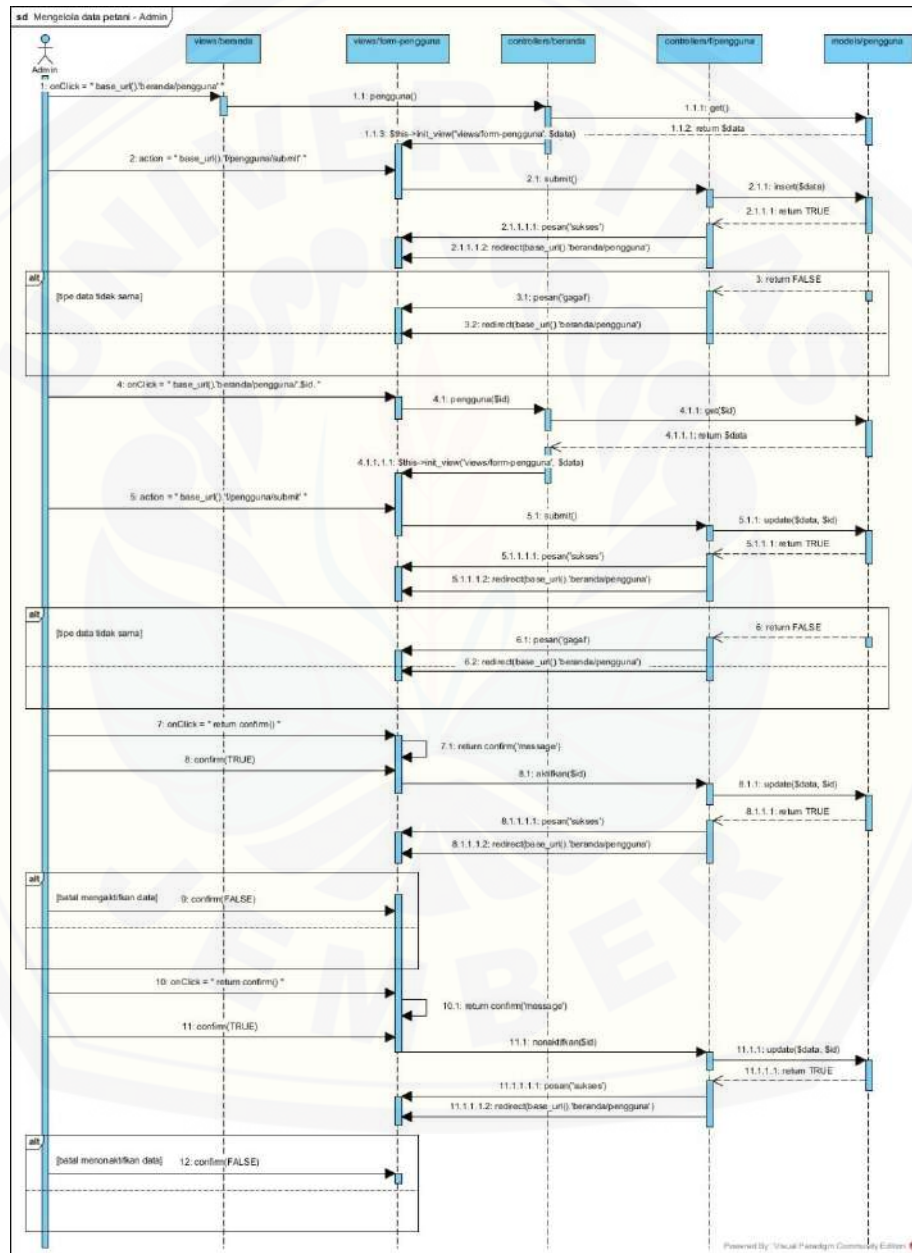 sd Mengelola data petani - Admin
views/beranda
views/form-pengguna
controllers/beranda
controllers/f/pengguna
models/pengguna
Admin
1: onClick = " base_url().'beranda/pengguna' "
1.1: pengguna()
1.1.1: get()
1.1.2: return $data
1.1.3: $this->init_view('views/form-pengguna', $data)
2: action = " base_url().'f/pengguna/submit' "
2.1: submit()
2.1.1: insert($data)
2.1.1.1: return TRUE
2.1.1.1.1: pesan('sukses')
2.1.1.1.2: redirect(base_url().'beranda/pengguna')
alt
[tipe data tidak sama]
3: return FALSE
3.1: pesan('gagal')
3.2: redirect(base_url().'beranda/pengguna')
4: onClick = " base_url().'beranda/pengguna/'.$id. "
4.1: pengguna($id)
4.1.1: get($id)
4.1.1.1: return $data
4.1.1.1.1: $this->init_view('views/form-pengguna', $data)
5: action = " base_url().'f/pengguna/submit' "
5.1: submit()
5.1.1: update($data, $id)
5.1.1.1: return TRUE
5.1.1.1.1: pesan('sukses')
5.1.1.1.2: redirect(base_url().'beranda/pengguna')
alt
[tipe data tidak sama]
6: return FALSE
6.1: pesan('gagal')
6.2: redirect(base_url().'beranda/pengguna')
7: onClick = " return confirm() "
7.1: return confirm('message')
8: confirm(TRUE)
8.1: aktifkan($id)
8.1.1: update($data, $id)
8.1.1.1: return TRUE
8.1.1.1.1: pesan('sukses')
8.1.1.1.2: redirect(base_url().'beranda/pengguna')
alt
[batal mengaktifkan data]
9: confirm(FALSE)
10: onClick = " return confirm() "
10.1: return confirm('message')
11: confirm(TRUE)
11.1: nonaktifkan($id)
11.1.1: update($data, $id)
11.1.1.1: return TRUE
11.1.1.1.1: pesan('sukses')
11.1.1.1.2: redirect(base_url().'beranda/pengguna')
alt
[batal menonaktifkan data]
12: confirm(FALSE)
UNIVERSITAS
JEMBER
Powered By Visual Paradigm Community Edition